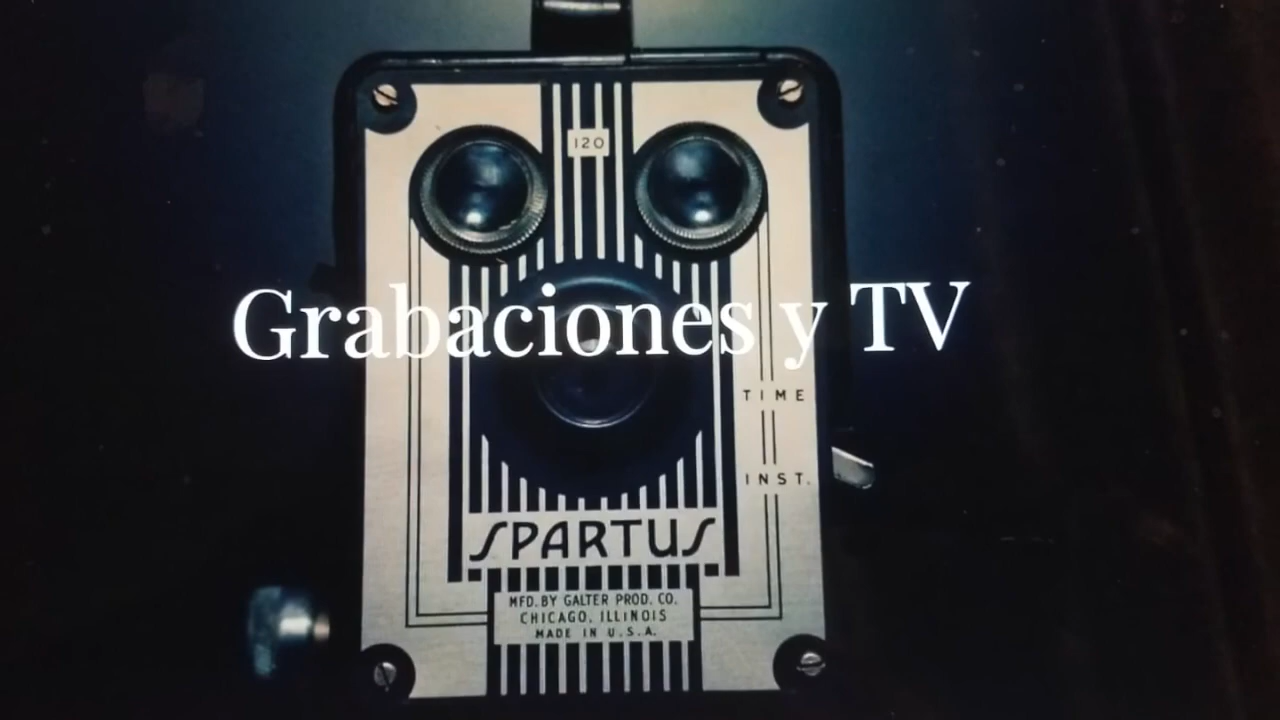 120
Grabaciones y TV
TIME
INST.
SPARTUS
MFD. BY GALTER PROD. CO.
CHICAGO, ILLINOIS
MADE IN U.S.A.